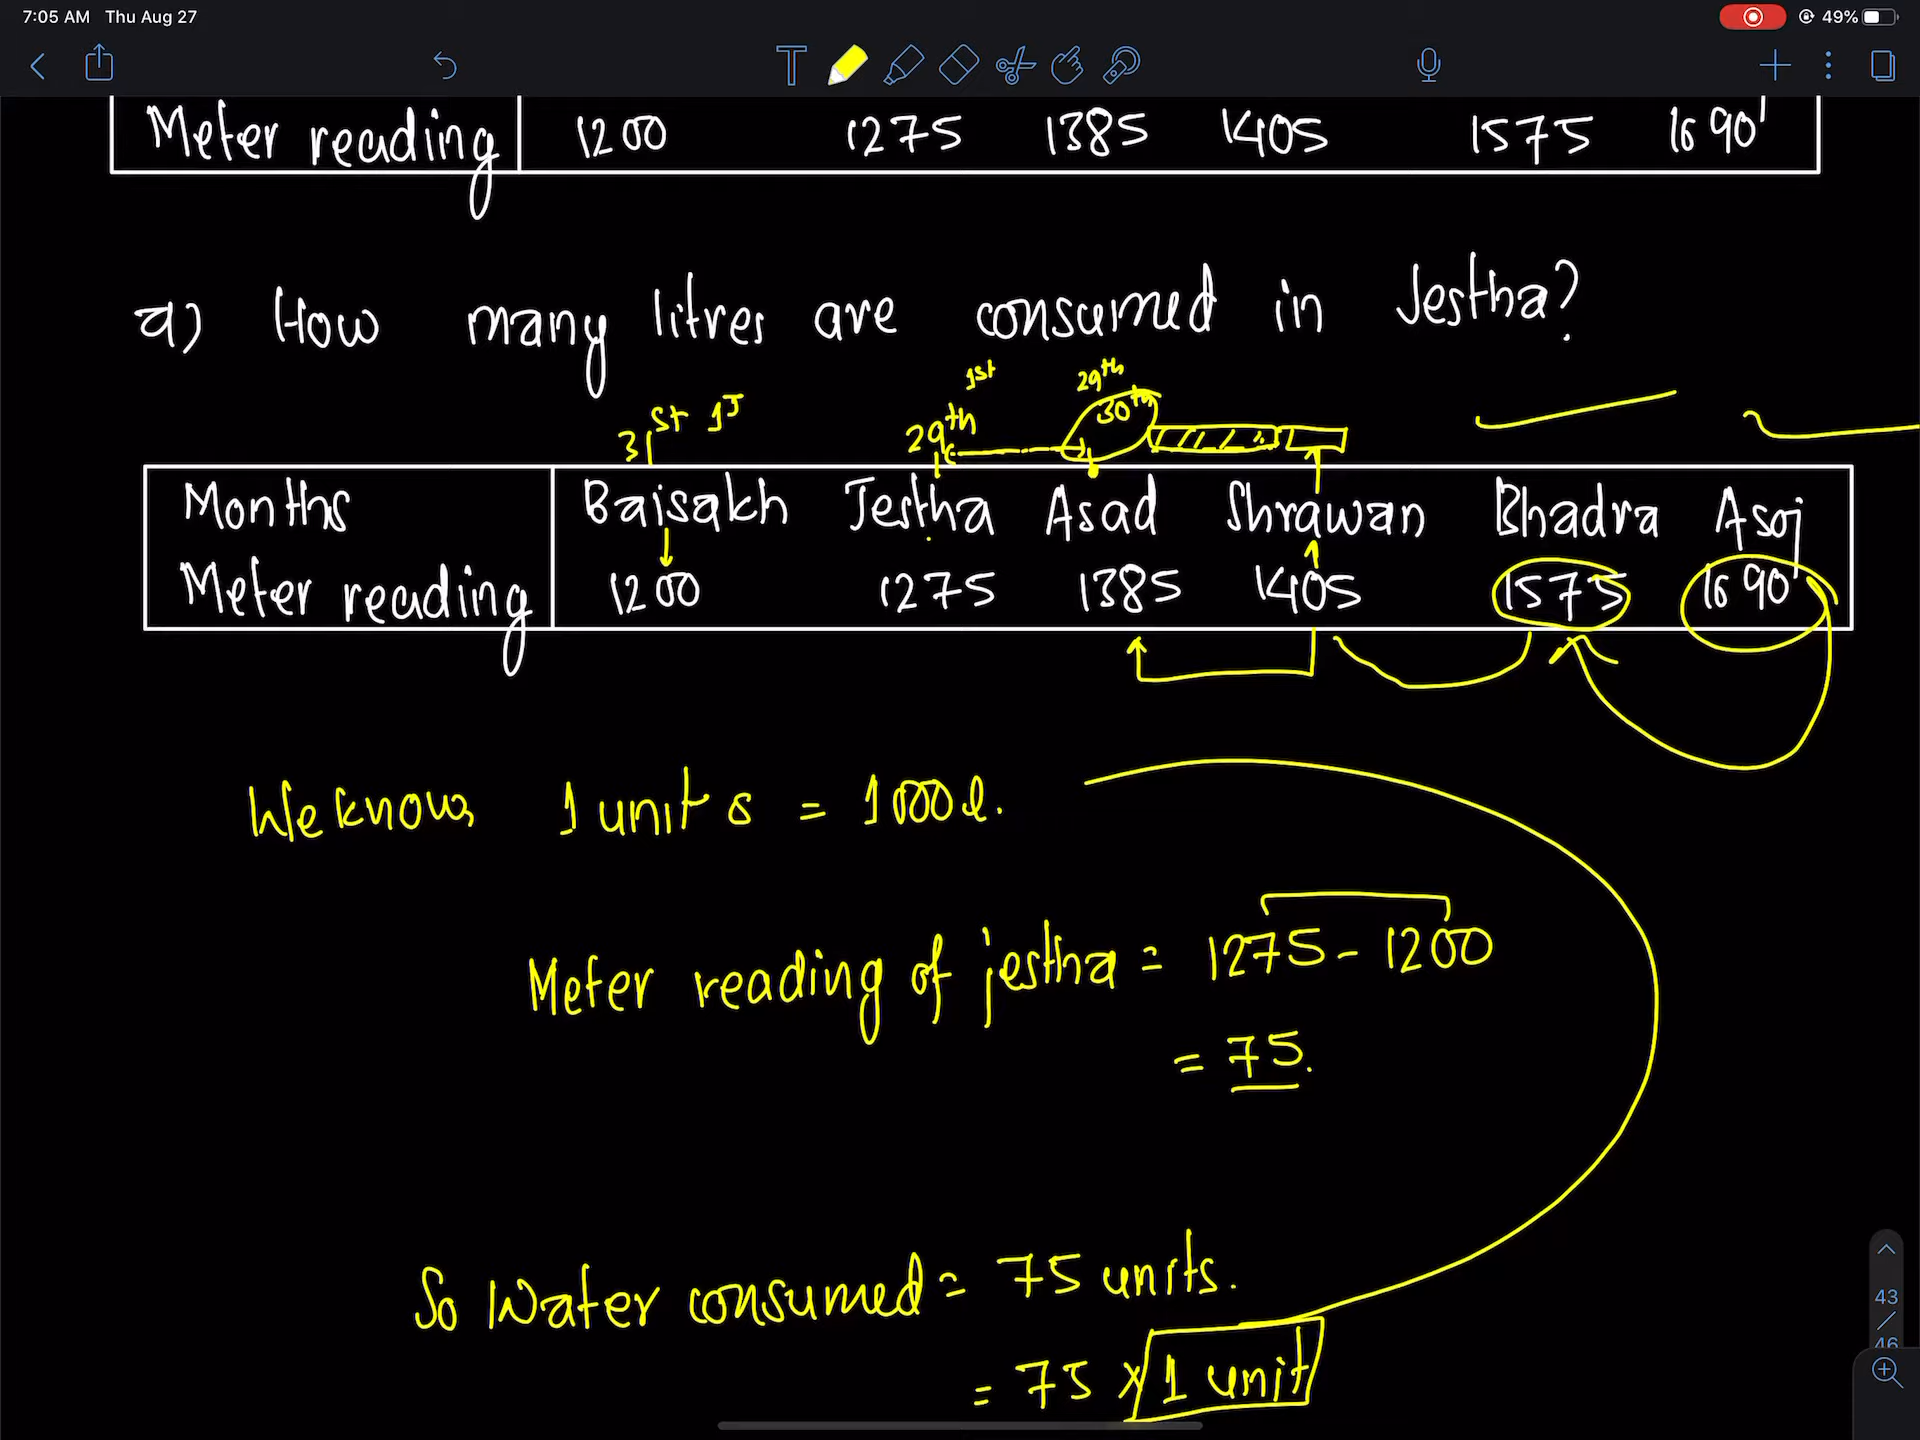 7:05 AM Thu Aug 27
49%
Meter reading 1200 1275 1385 1405 1575 1690
a) How many litres are consumed in Jestha?
1st 29th
31st 1J 29th 30th
Months Baisakh Jestha Asad Shrawan Bhadra Asoj
Meter reading 1200 1275 1385 1405 1575 1690
We know 1 units = 1000l.
Meter reading of jestha = 1275 - 1200
= 75.
So Water consumed = 75 units.
= 75 × 1 unit
43
/
46